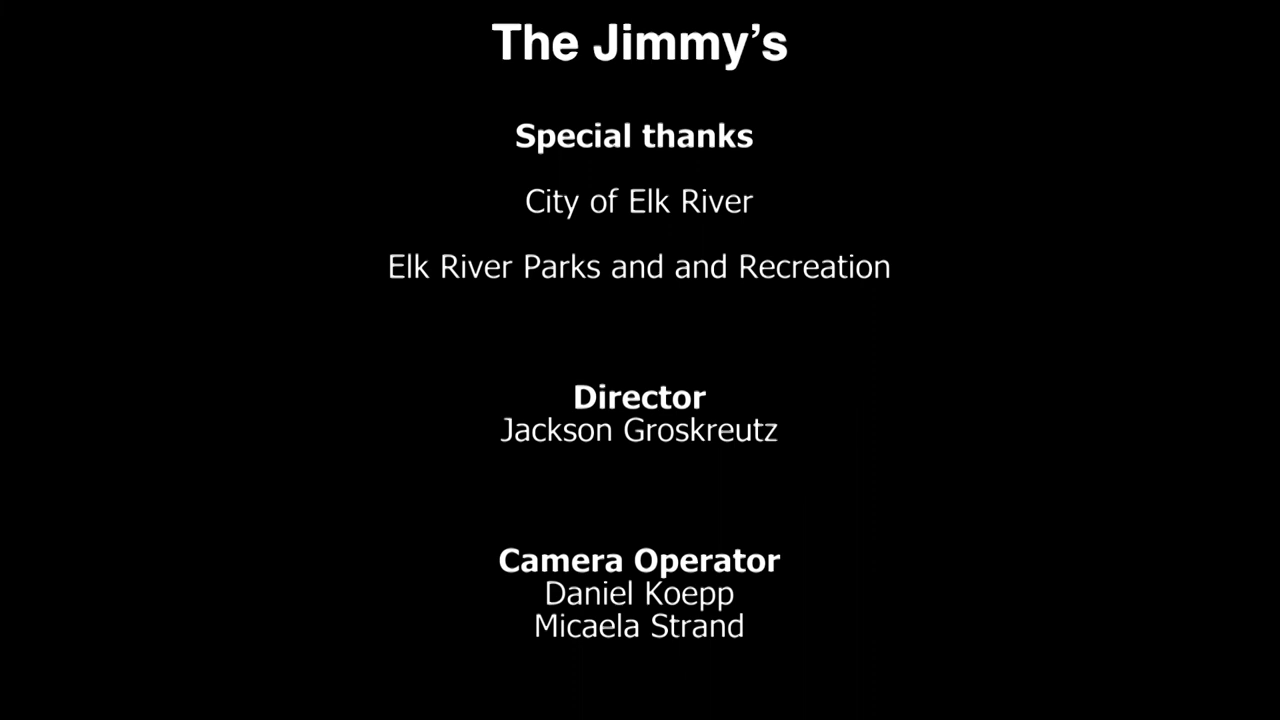 The Jimmy’s
Special thanks
City of Elk River
Elk River Parks and and Recreation
Director
Jackson Groskreutz
Camera Operator
Daniel Koepp
Micaela Strand